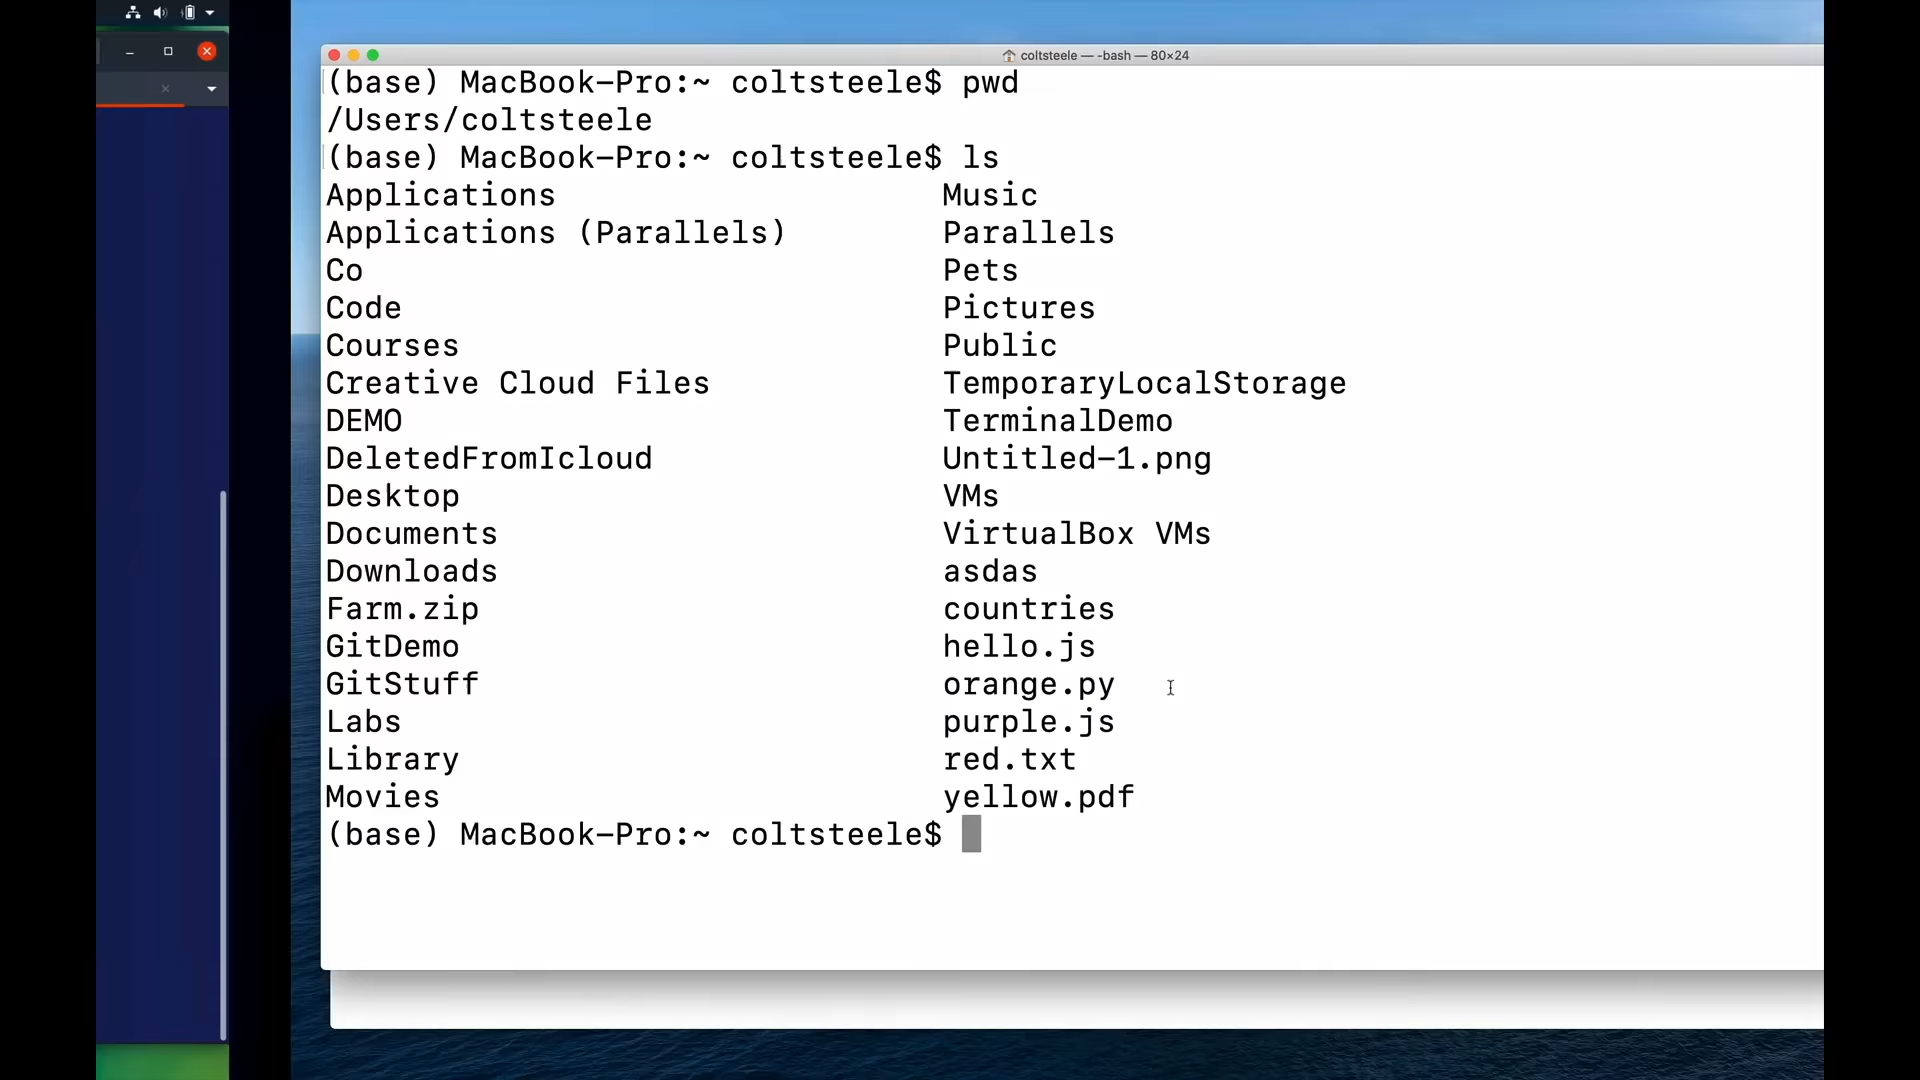 coltsteele — -bash — 80×24
(base) MacBook-Pro:~ coltsteele$ pwd
/Users/coltsteele
(base) MacBook-Pro:~ coltsteele$ ls
Applications Music
Applications (Parallels) Parallels
Co Pets
Code Pictures
Courses Public
Creative Cloud Files TemporaryLocalStorage
DEMO TerminalDemo
DeletedFromIcloud Untitled-1.png
Desktop VMs
Documents VirtualBox VMs
Downloads asdas
Farm.zip countries
GitDemo hello.js
GitStuff orange.py
Labs purple.js
Library red.txt
Movies yellow.pdf
(base) MacBook-Pro:~ coltsteele$